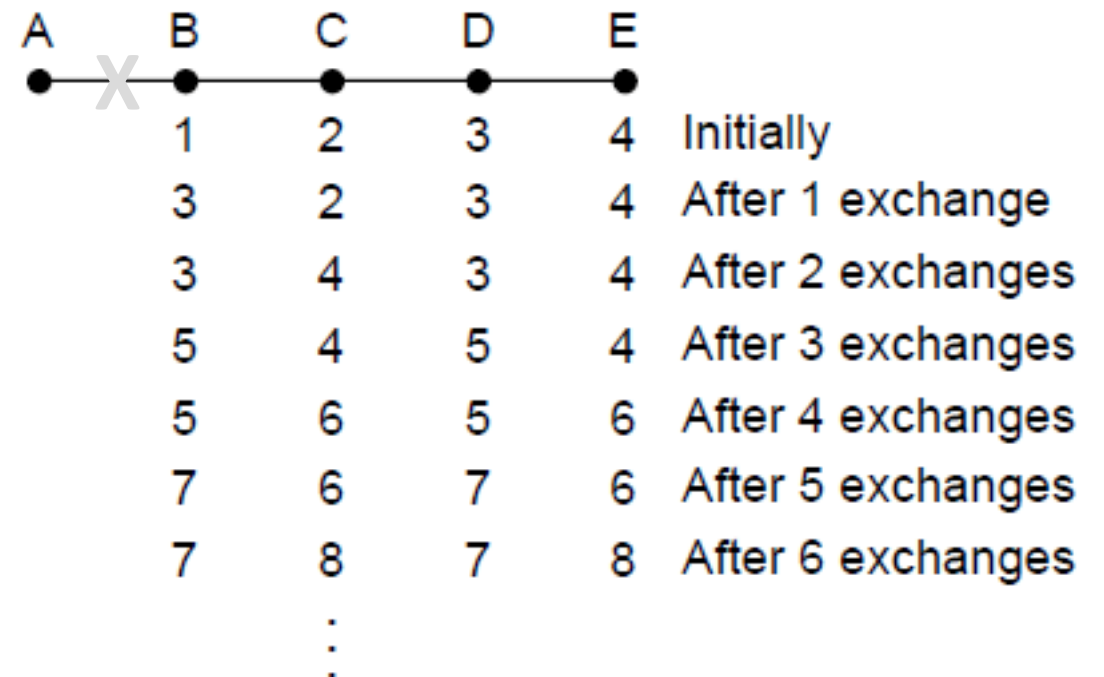 A B C D E
X
1 2 3 4 Initially
3 2 3 4 After 1 exchange
3 4 3 4 After 2 exchanges
5 4 5 4 After 3 exchanges
5 6 5 6 After 4 exchanges
7 6 7 6 After 5 exchanges
7 8 7 8 After 6 exchanges
⋮